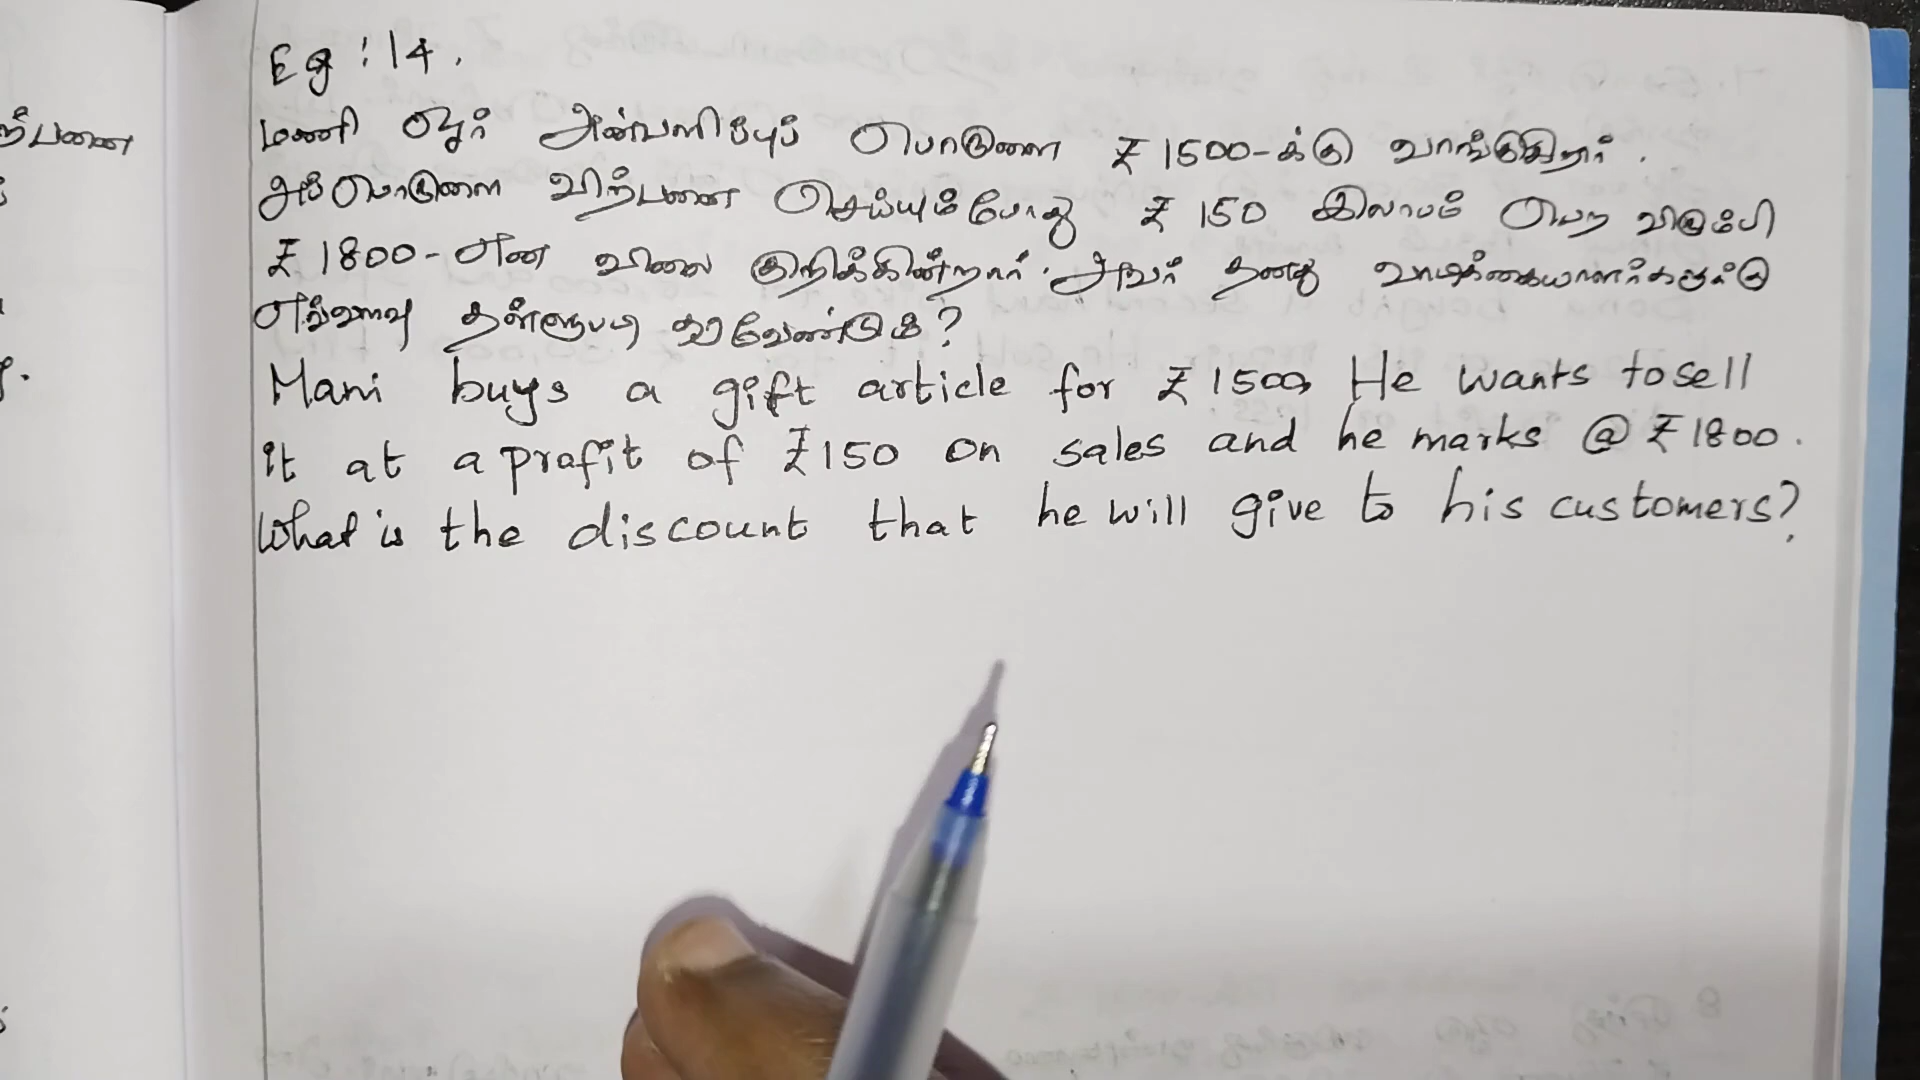 ற்பனை
Eg : 14.
மணி ஓர் அன்பளிப்புப் பொருளை ₹ 1500-க்கு வாங்கிறார்.
அப்பொருளை விற்பனை செய்யும்போது ₹ 150 இலாபம் பெற விரும்பி
₹ 1800- என விலை குறிக்கின்றார். அவர் தனது வாடிக்கையாளர்களுக்கு
எவ்வளவு தள்ளுபடி தரவேண்டும்?
Mani buys a gift article for ₹ 1500. He wants to sell
it at a profit of ₹150 on sales and he marks @ ₹ 1800.
What is the discount that he will give to his customers?